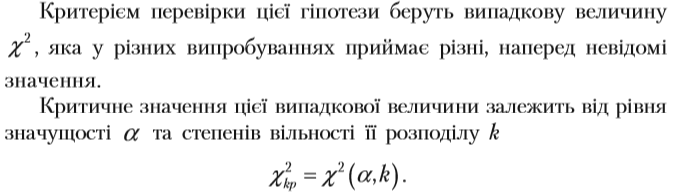 Критерієм перевірки цієї гіпотези беруть випадкову величину
χ², яка у різних випробуваннях приймає різні, наперед невідомі
значення.
Критичне значення цієї випадкової величини залежить від рівня
значущості α та степенів вільності її розподілу k
χ²кр = χ²(α,k).